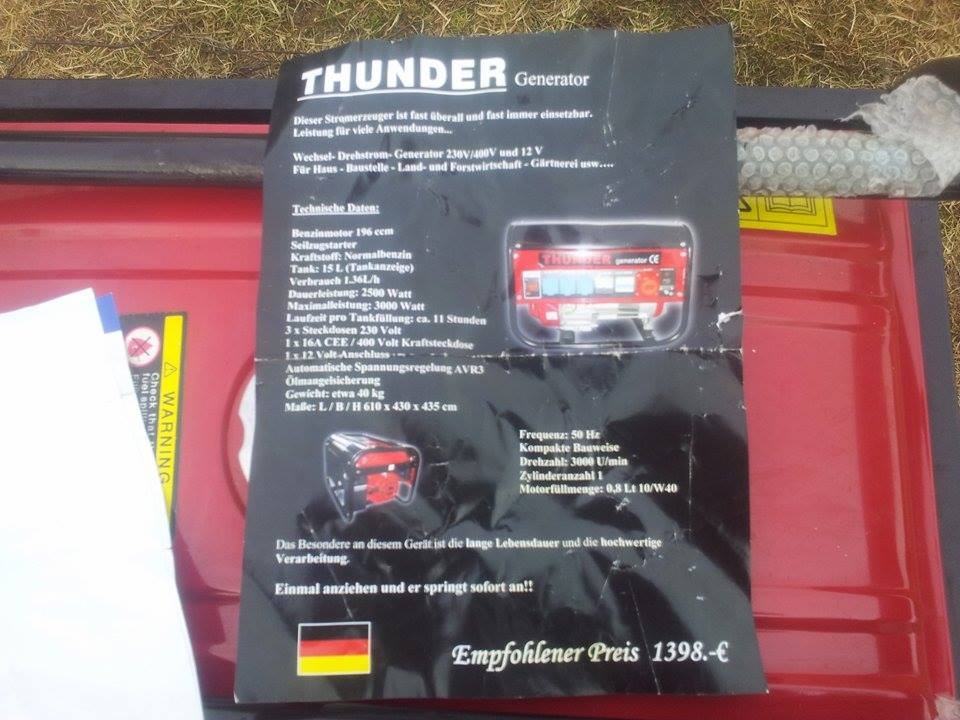 THUNDER Generator
Dieser Stromerzeuger ist fast überall und fast immer einsetzbar.
Leistung für viele Anwendungen...
Wechsel- Drehstrom- Generator 230V/400V und 12 V
Für Haus - Baustelle - Land- und Forstwirtschaft - Gärtnerei usw....
Technische Daten:
Benzinmotor 196 ccm
Seilzugstarter
Kraftstoff: Normalbenzin
Tank: 15 L (Tankanzeige)
Verbrauch 1.36L/h
Dauerleistung: 2500 Watt
Maximalleistung: 3000 Watt
Laufzeit pro Tankfüllung: ca. 11 Stunden
3 x Steckdosen 230 Volt
1 x 16A CEE / 400 Volt Kraftsteckdose
1 x 12 Volt Anschluss
Automatische Spannungsregelung AVR3
Ölmangelsicherung
Gewicht: etwa 40 kg
Maße: L / B / H 610 x 430 x 435 cm
THUNDER generator CE
Frequenz: 50 Hz
Kompakte Bauweise
Drehzahl: 3000 U/min
Zylinderanzahl 1
Motorfüllmenge: 0,8 Lt 10/W40
Das Besondere an diesem Gerät ist die lange Lebensdauer und die hochwertige
Verarbeitung.
Einmal anziehen und er springt sofort an!!
Empfohlener Preis 1398.-€
WARNING
Check that
fuel